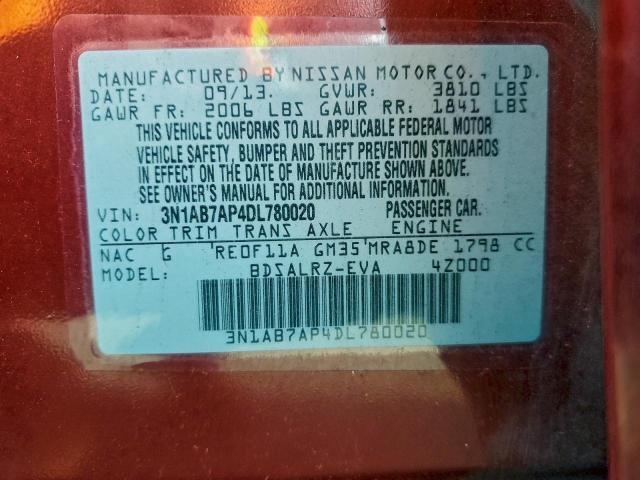 MANUFACTURED BY NISSAN MOTOR CO., LTD.
DATE: 09/13. GVWR: 3810 LBS
GAWR FR: 2006 LBS GAWR RR: 1841 LBS
THIS VEHICLE CONFORMS TO ALL APPLICABLE FEDERAL MOTOR
VEHICLE SAFETY, BUMPER AND THEFT PREVENTION STANDARDS
IN EFFECT ON THE DATE OF MANUFACTURE SHOWN ABOVE.
SEE OWNER'S MANUAL FOR ADDITIONAL INFORMATION.
VIN: 3N1AB7AP4DL780020 PASSENGER CAR.
COLOR TRIM TRANS AXLE ENGINE
NAC G RE0F11A GM35 MRA8DE 1798 CC
MODEL: BDSALRZ-EVA 4Z000
3N1AB7AP4DL780020